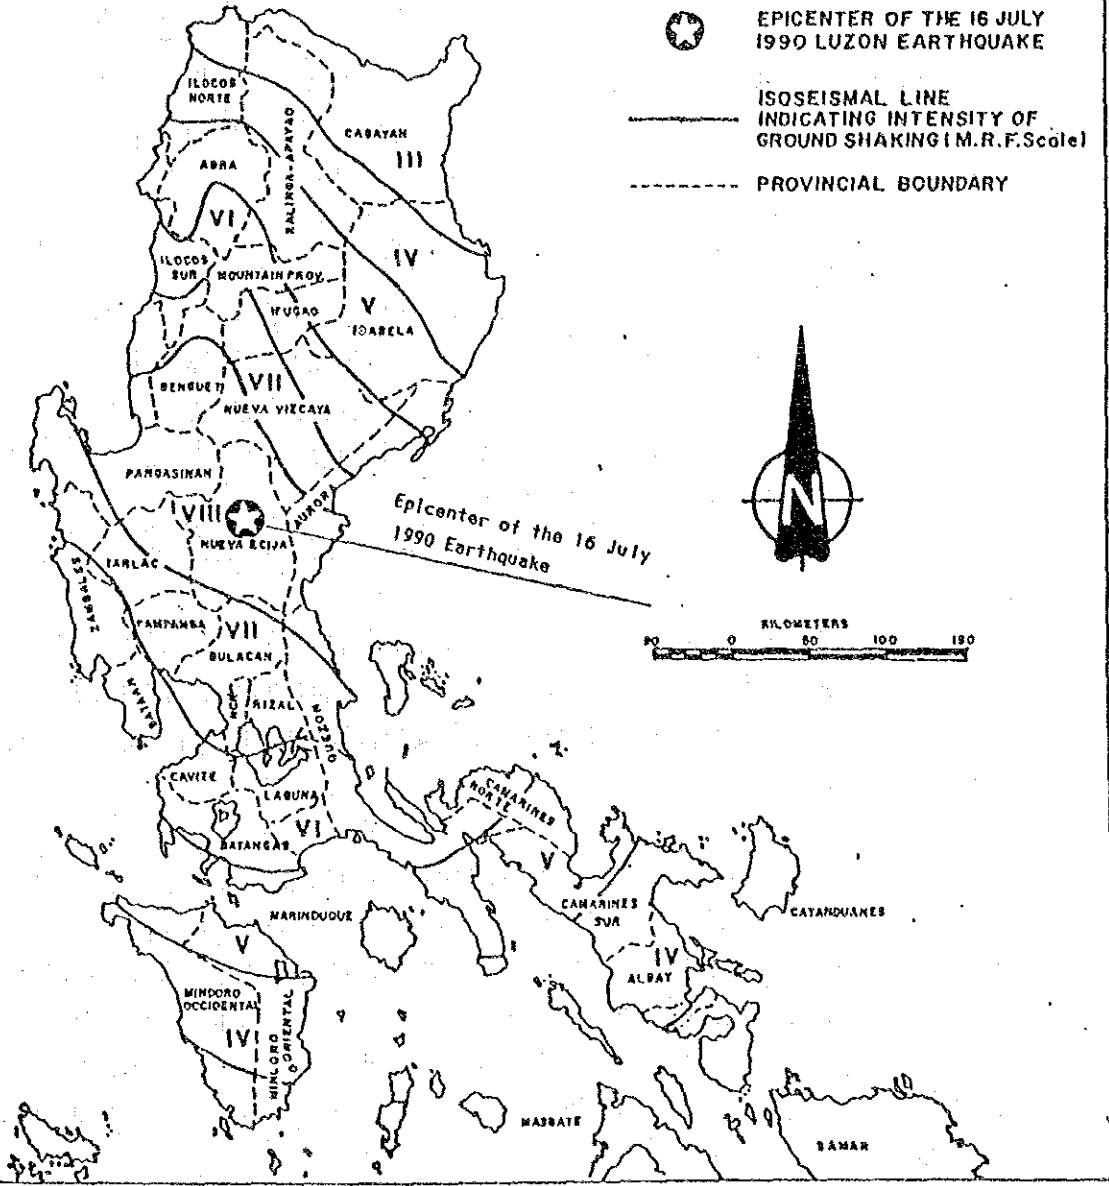 EPICENTER OF THE 16 JULY
1990 LUZON EARTHQUAKE
ISOSEISMAL LINE
INDICATING INTENSITY OF
GROUND SHAKING (M.R.F. Scale)
PROVINCIAL BOUNDARY
ILOCOS
NORTE
CAGAYAN
III
ABRA
KALINGA-APAYAO
VI
IV
ILOCOS
SUR
MOUNTAIN PROV.
IFUGAO
V
ISABELA
BENGUET
VII
NUEVA VIZCAYA
PANGASINAN
VIII
AURORA
NUEVA ECIJA
Epicenter of the 16 July
1990 Earthquake
N
TARLAC
ZAMBALES
PAMPANGA
VII
BULACAN
KILOMETERS
50 0 50 100 150
BATAAN
NCR
RIZAL
QUEZON
CAVITE
LAGUNA
VI
BATANGAS
CAMARINES
NORTE
V
CAMARINES
SUR
CATANDUANES
MARINDUQUE
V
IV
ALBAY
MINDORO
OCCIDENTAL
IV
MINDORO
ORIENTAL
MASBATE
SAMAR